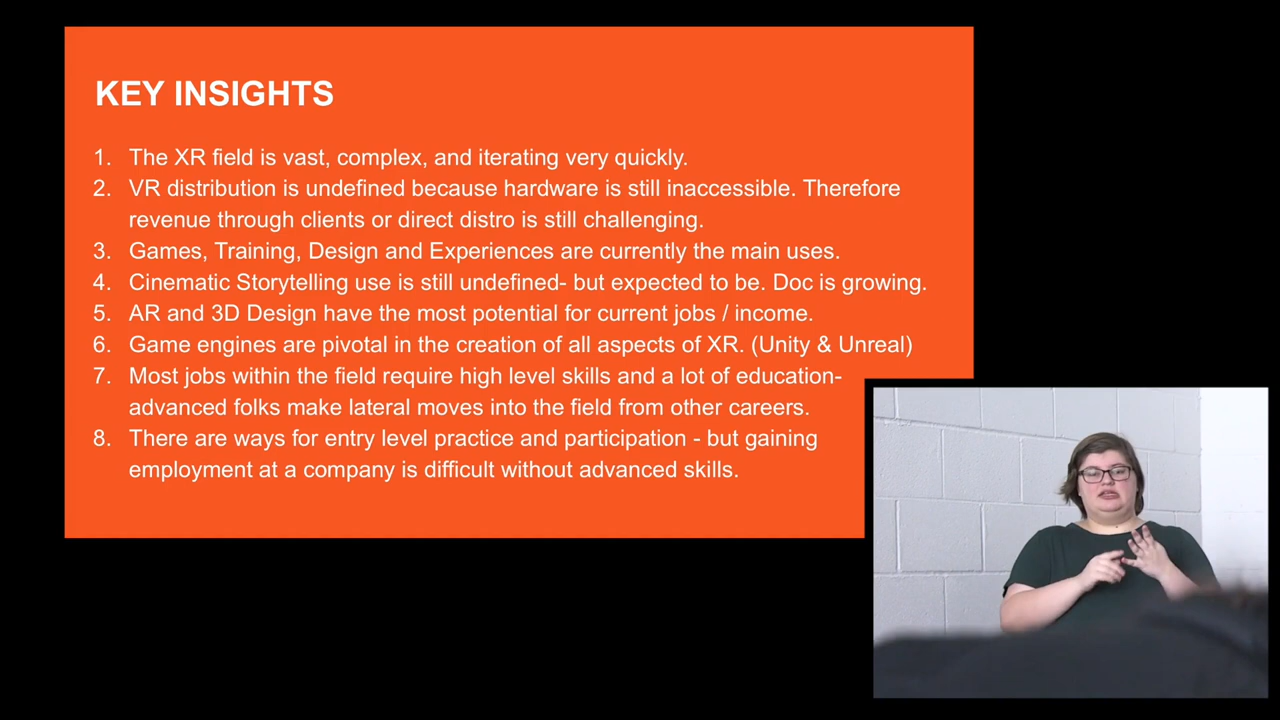 KEY INSIGHTS
1. The XR field is vast, complex, and iterating very quickly.
2. VR distribution is undefined because hardware is still inaccessible. Therefore
revenue through clients or direct distro is still challenging.
3. Games, Training, Design and Experiences are currently the main uses.
4. Cinematic Storytelling use is still undefined- but expected to be. Doc is growing.
5. AR and 3D Design have the most potential for current jobs / income.
6. Game engines are pivotal in the creation of all aspects of XR. (Unity & Unreal)
7. Most jobs within the field require high level skills and a lot of education-
advanced folks make lateral moves into the field from other careers.
8. There are ways for entry level practice and participation - but gaining
employment at a company is difficult without advanced skills.